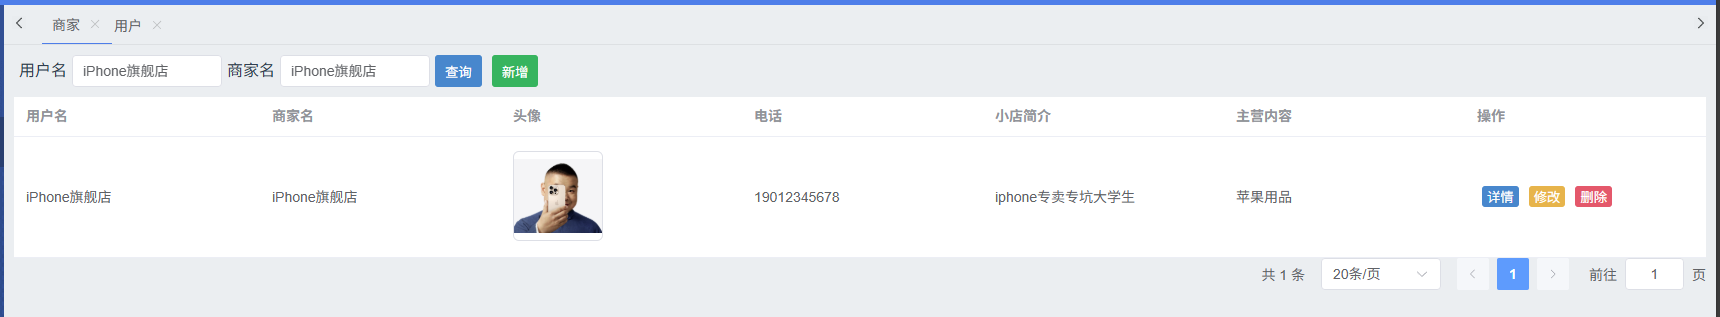 商家 用户
用户名 iPhone旗舰店 商家名 iPhone旗舰店 查询 新增
用户名 商家名 头像 电话 小店简介 主营内容 操作
iPhone旗舰店 iPhone旗舰店 19012345678 iphone专卖专坑大学生 苹果用品 详情 修改 删除
共 1 条 20条/页 1 前往 1 页